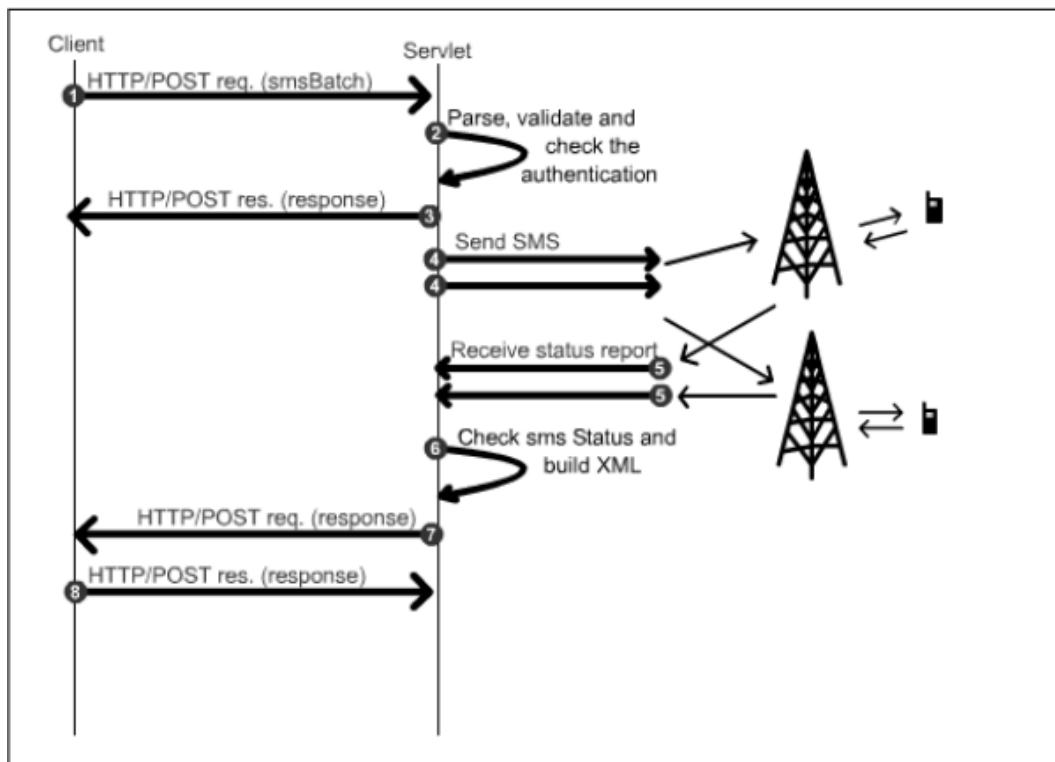 Client
Servlet
HTTP/POST req. (smsBatch)
1
2
Parse, validate and
check the
authentication
HTTP/POST res. (response)
3
Send SMS
4
4
Receive status report
5
5
6
Check sms Status and
build XML
HTTP/POST req. (response)
7
HTTP/POST res. (response)
8